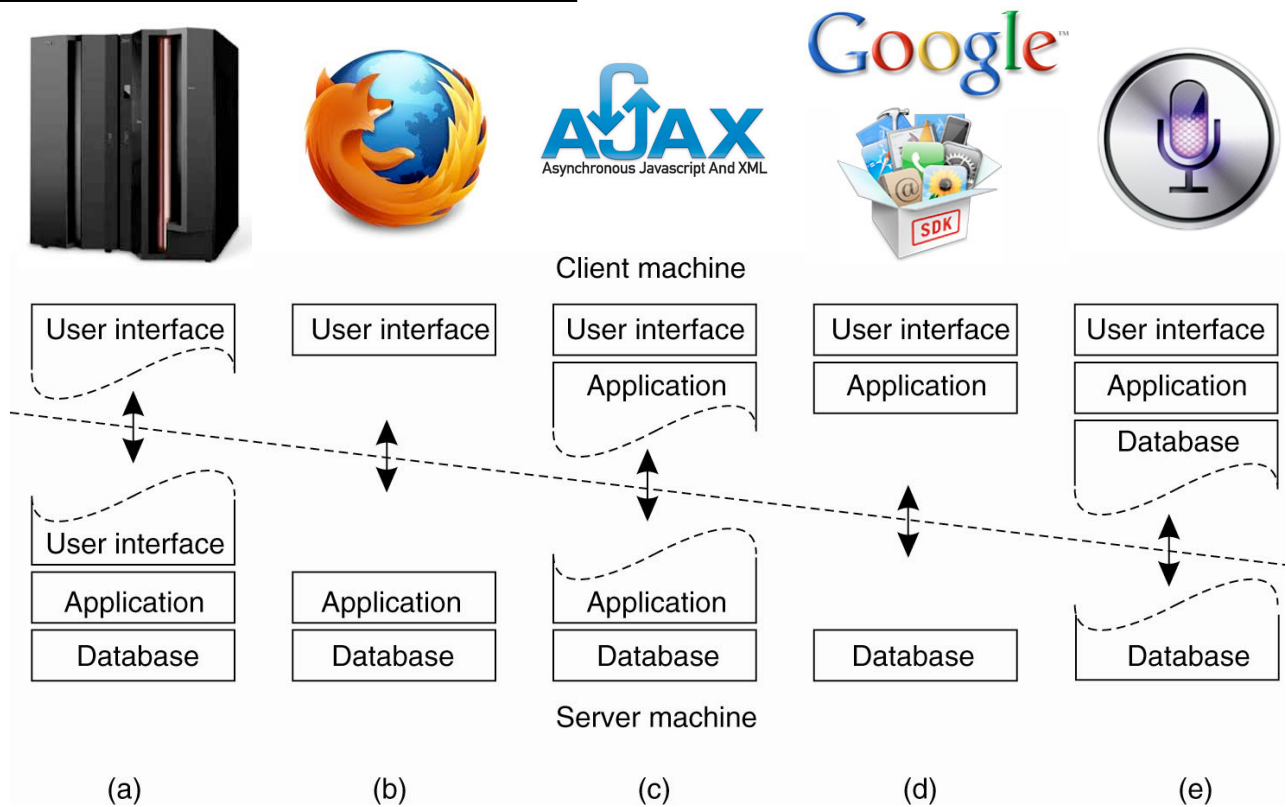 Google™
AJAX
Asynchronous Javascript And XML
@
SDK
Client machine
User interface
User interface
User interface
User interface
User interface
Application
Application
Application
Database
User interface
Application
Application
Application
Database
Database
Database
Database
Database
Server machine
(a)
(b)
(c)
(d)
(e)